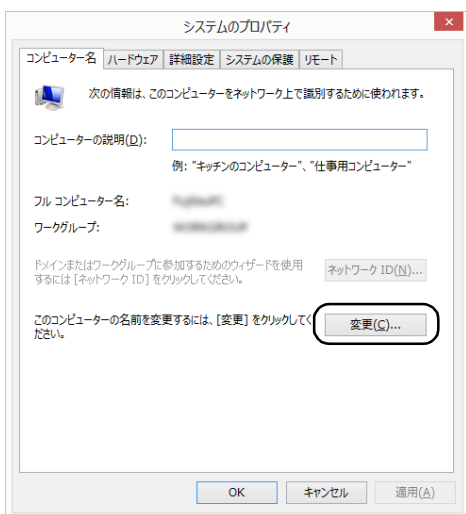 システムのプロパティ
コンピューター名 ハードウェア 詳細設定 システムの保護 リモート
次の情報は、このコンピューターをネットワーク上で識別するために使われます。
コンピューターの説明(D):
例: "キッチンのコンピューター"、"仕事用コンピューター"
フル コンピューター名:
ワークグループ:
ドメインまたはワークグループに参加するためのウィザードを使用
するには [ネットワーク ID] をクリックしてください。
ネットワーク ID(N)...
このコンピューターの名前を変更するには、[変更] をクリックしてく
ださい。
変更(C)...
OK キャンセル 適用(A)